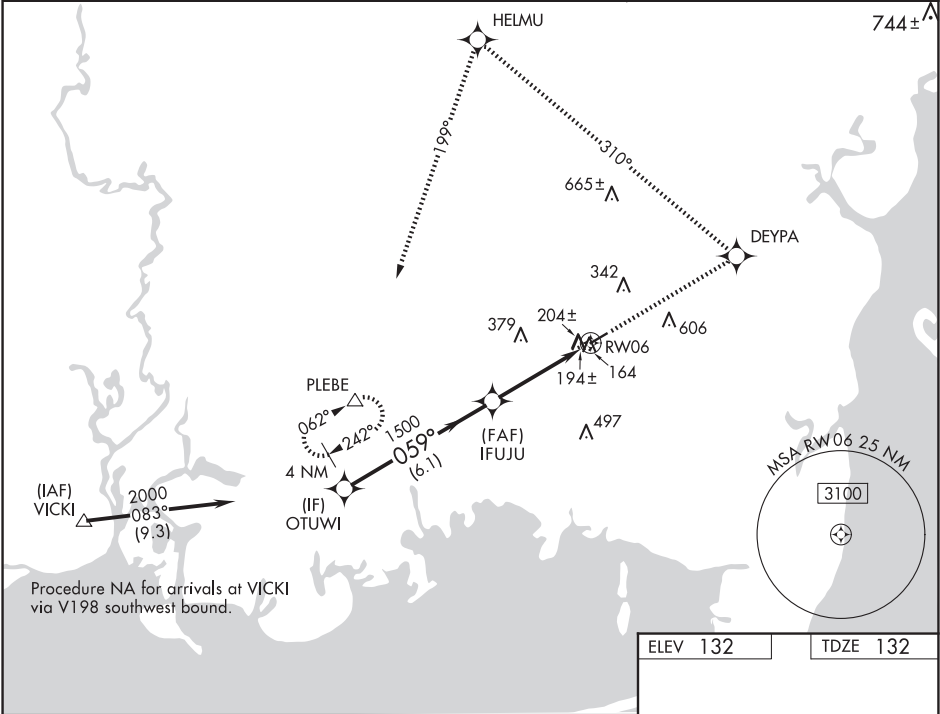 HELMU
744±
199°
310°
665±
DEYPA
342
379
204±
606
RW06
194±
164
PLEBE
062°
242°
4 NM
1500
059°
(6.1)
(FAF)
IFUJU
497
(IF)
OTUWI
(IAF)
VICKI
2000
083°
(9.3)
MSA RW06 25 NM
3100
Procedure NA for arrivals at VICKI
via V198 southwest bound.
ELEV 132
TDZE 132